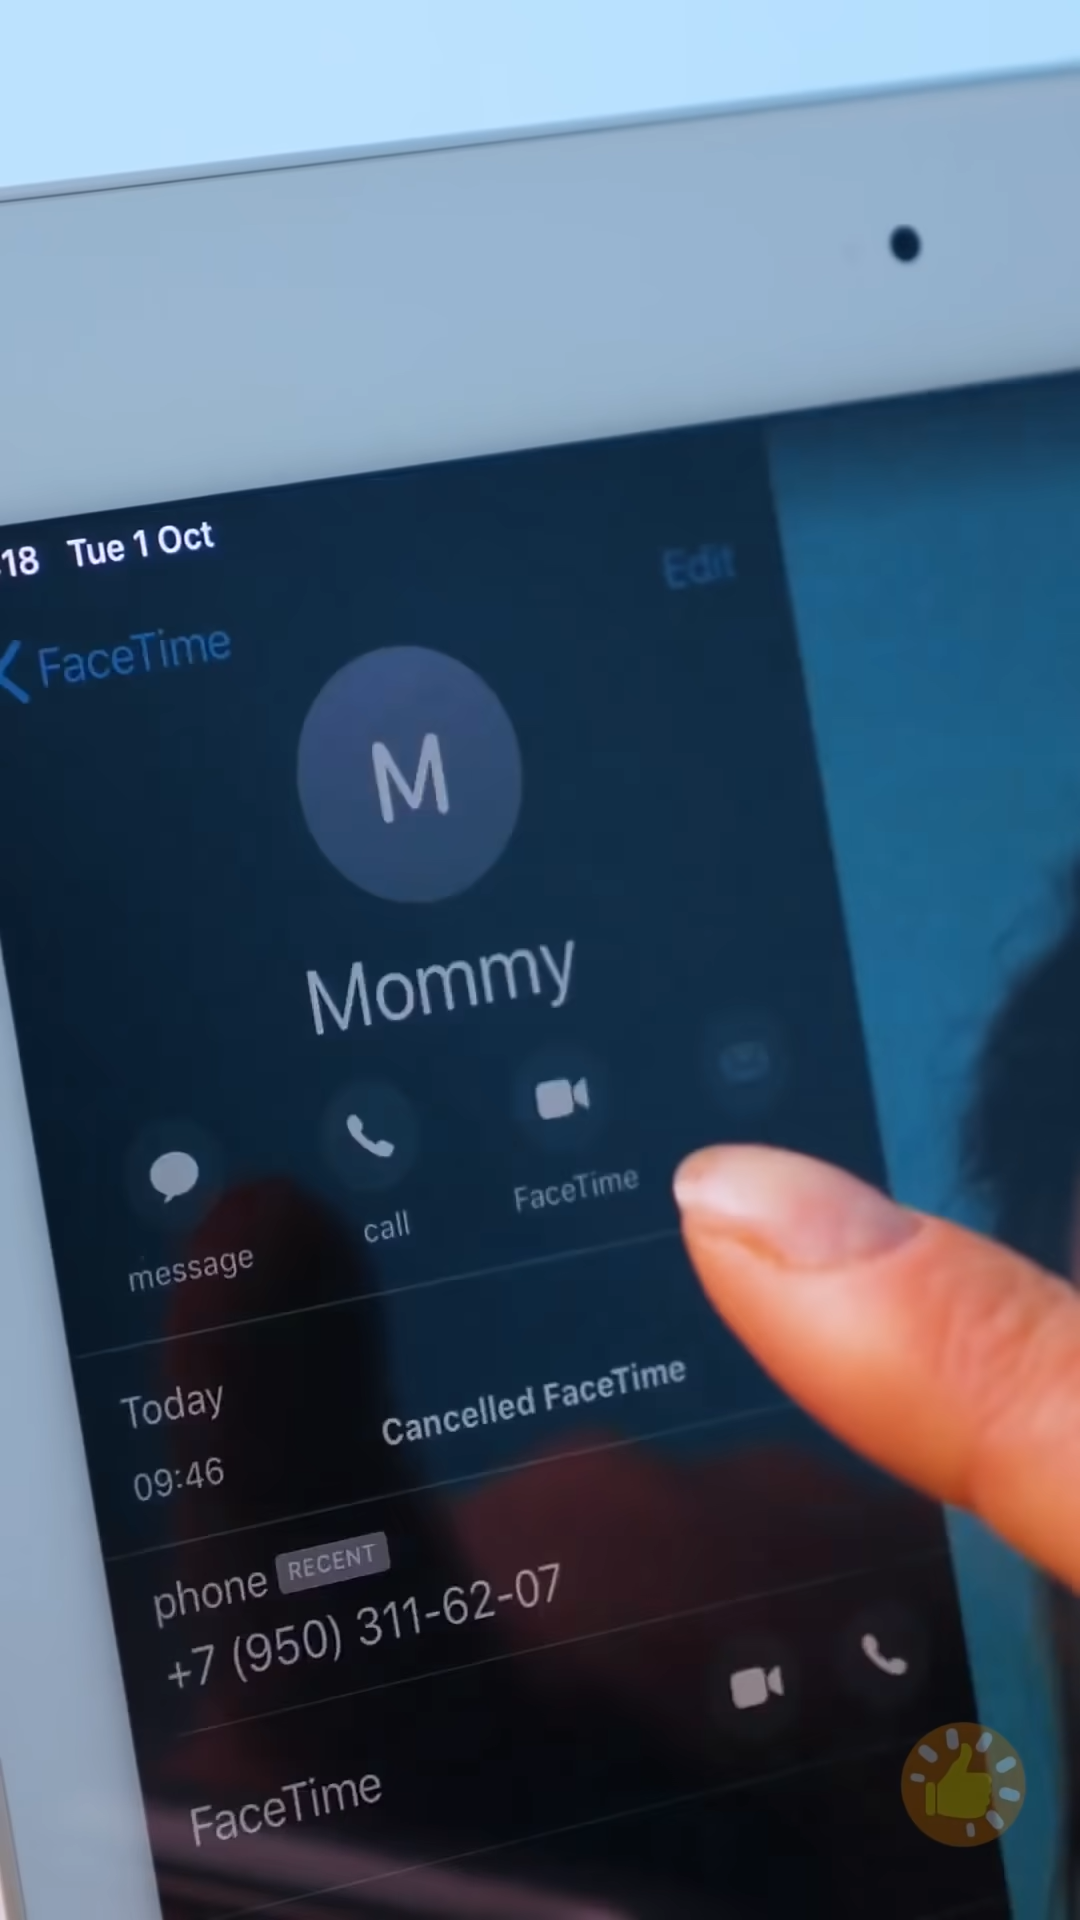 :18 Tue 1 Oct
Edit
FaceTime
M
Mommy
message call FaceTime
Today
09:46 Cancelled FaceTime
phone RECENT
+7 (950) 311-62-07
FaceTime